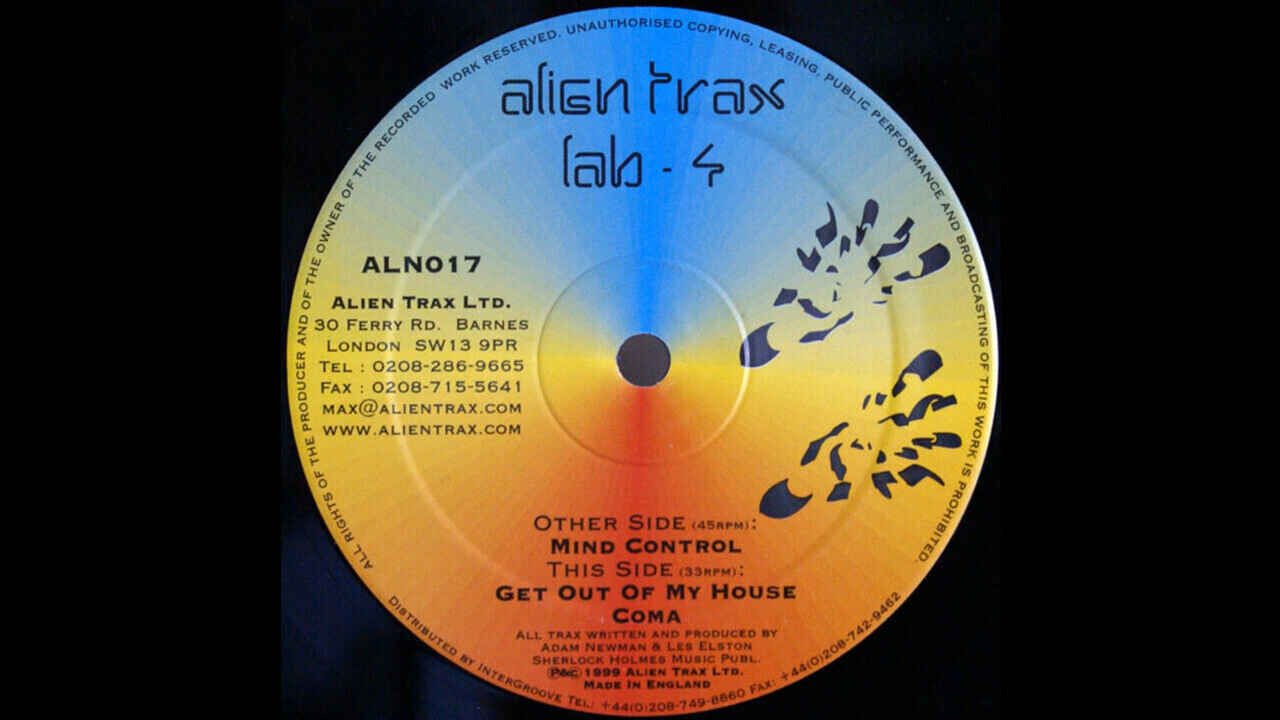 ALL RIGHTS OF THE PRODUCER AND OF THE OWNER OF THE RECORDED WORK RESERVED. UNAUTHORISED COPYING, LEASING, PUBLIC PERFORMANCE AND BROADCASTING OF THIS WORK IS PROHIBITED.
alien trax
lab - 4
ALN017
ALIEN TRAX LTD.
30 FERRY RD. BARNES
LONDON SW13 9PR
TEL : 0208-286-9665
FAX : 0208-715-5641
MAX@ALIENTRAX.COM
WWW.ALIENTRAX.COM
OTHER SIDE (45RPM):
MIND CONTROL
THIS SIDE (33RPM):
GET OUT OF MY HOUSE
COMA
ALL TRAX WRITTEN AND PRODUCED BY
ADAM NEWMAN & LES ELSTON
SHERLOCK HOLMES MUSIC PUBL.
℗&© 1999 ALIEN TRAX LTD.
MADE IN ENGLAND
DISTRIBUTED BY INTERGROOVE TEL: +44(0)208-749-8860 FAX: +44(0)208-742-9462